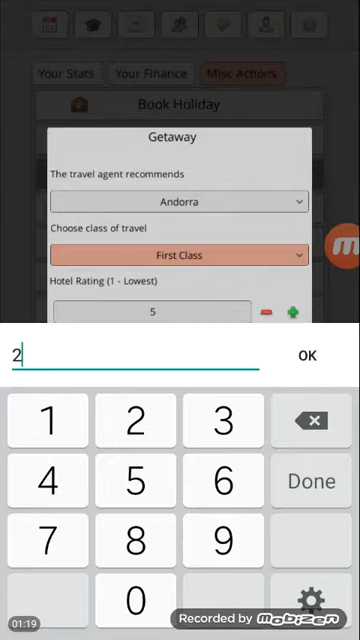 Your Stats
Your Finance
Misc Actions
Book Holiday
Getaway
The travel agent recommends
Andorra
Choose class of travel
First Class
Hotel Rating (1 - Lowest)
5
2
OK
1 2 3
4 5 6 Done
7 8 9
0
01:19
Recorded by Mobizen